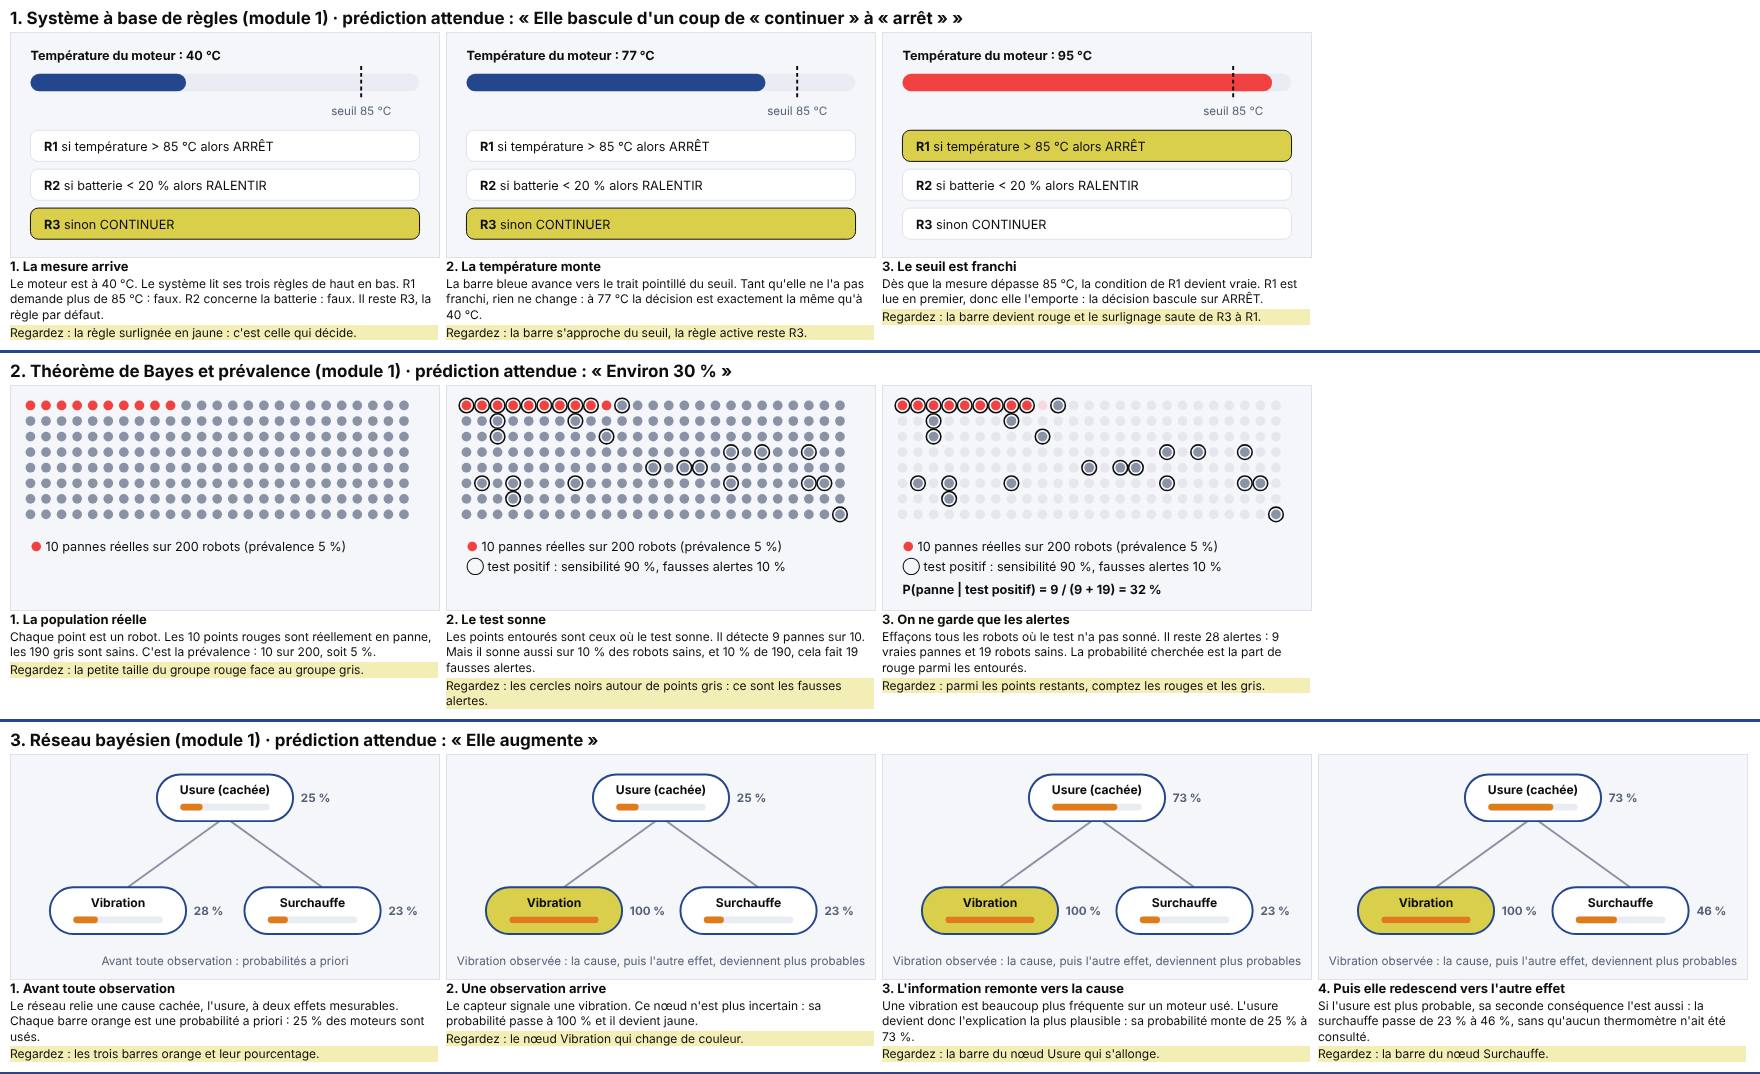 1. Système à base de règles (module 1) · prédiction attendue : « Elle bascule d'un coup de « continuer » à « arrêt » »
Température du moteur : 40 °C
seuil 85 °C
R1 si température > 85 °C alors ARRÊT
R2 si batterie < 20 % alors RALENTIR
R3 sinon CONTINUER
1. La mesure arrive
Le moteur est à 40 °C. Le système lit ses trois règles de haut en bas. R1
demande plus de 85 °C : faux. R2 concerne la batterie : faux. Il reste R3, la
règle par défaut.
Regardez : la règle surlignée en jaune : c'est celle qui décide.
Température du moteur : 77 °C
seuil 85 °C
R1 si température > 85 °C alors ARRÊT
R2 si batterie < 20 % alors RALENTIR
R3 sinon CONTINUER
2. La température monte
La barre bleue avance vers le trait pointillé du seuil. Tant qu'elle ne l'a pas
franchi, rien ne change : à 77 °C la décision est exactement la même qu'à
40 °C.
Regardez : la barre s'approche du seuil, la règle active reste R3.
Température du moteur : 95 °C
seuil 85 °C
R1 si température > 85 °C alors ARRÊT
R2 si batterie < 20 % alors RALENTIR
R3 sinon CONTINUER
3. Le seuil est franchi
Dès que la mesure dépasse 85 °C, la condition de R1 devient vraie. R1 est
lue en premier, donc elle l'emporte : la décision bascule sur ARRÊT.
Regardez : la barre devient rouge et le surlignage saute de R3 à R1.
2. Théorème de Bayes et prévalence (module 1) · prédiction attendue : « Environ 30 % »
10 pannes réelles sur 200 robots (prévalence 5 %)
1. La population réelle
Chaque point est un robot. Les 10 points rouges sont réellement en panne,
les 190 gris sont sains. C'est la prévalence : 10 sur 200, soit 5 %.
Regardez : la petite taille du groupe rouge face au groupe gris.
10 pannes réelles sur 200 robots (prévalence 5 %)
test positif : sensibilité 90 %, fausses alertes 10 %
2. Le test sonne
Les points entourés sont ceux où le test sonne. Il détecte 9 pannes sur 10.
Mais il sonne aussi sur 10 % des robots sains, et 10 % de 190, cela fait 19
fausses alertes.
Regardez : les cercles noirs autour de points gris : ce sont les fausses
alertes.
10 pannes réelles sur 200 robots (prévalence 5 %)
test positif : sensibilité 90 %, fausses alertes 10 %
P(panne | test positif) = 9 / (9 + 19) = 32 %
3. On ne garde que les alertes
Effaçons tous les robots où le test n'a pas sonné. Il reste 28 alertes : 9
vraies pannes et 19 robots sains. La probabilité cherchée est la part de
rouge parmi les entourés.
Regardez : parmi les points restants, comptez les rouges et les gris.
3. Réseau bayésien (module 1) · prédiction attendue : « Elle augmente »
Usure (cachée)
25 %
Vibration
28 %
Surchauffe
23 %
Avant toute observation : probabilités a priori
1. Avant toute observation
Le réseau relie une cause cachée, l'usure, à deux effets mesurables.
Chaque barre orange est une probabilité a priori : 25 % des moteurs sont
usés.
Regardez : les trois barres orange et leur pourcentage.
Usure (cachée)
25 %
Vibration
100 %
Surchauffe
23 %
Vibration observée : la cause, puis l'autre effet, deviennent plus probables
2. Une observation arrive
Le capteur signale une vibration. Ce nœud n'est plus incertain : sa
probabilité passe à 100 % et il devient jaune.
Regardez : le nœud Vibration qui change de couleur.
Usure (cachée)
73 %
Vibration
100 %
Surchauffe
23 %
Vibration observée : la cause, puis l'autre effet, deviennent plus probables
3. L'information remonte vers la cause
Une vibration est beaucoup plus fréquente sur un moteur usé. L'usure
devient donc l'explication la plus plausible : sa probabilité monte de 25 % à
73 %.
Regardez : la barre du nœud Usure qui s'allonge.
Usure (cachée)
73 %
Vibration
100 %
Surchauffe
46 %
Vibration observée : la cause, puis l'autre effet, deviennent plus probables
4. Puis elle redescend vers l'autre effet
Si l'usure est plus probable, sa seconde conséquence l'est aussi : la
surchauffe passe de 23 % à 46 %, sans qu'aucun thermomètre n'ait été
consulté.
Regardez : la barre du nœud Surchauffe.